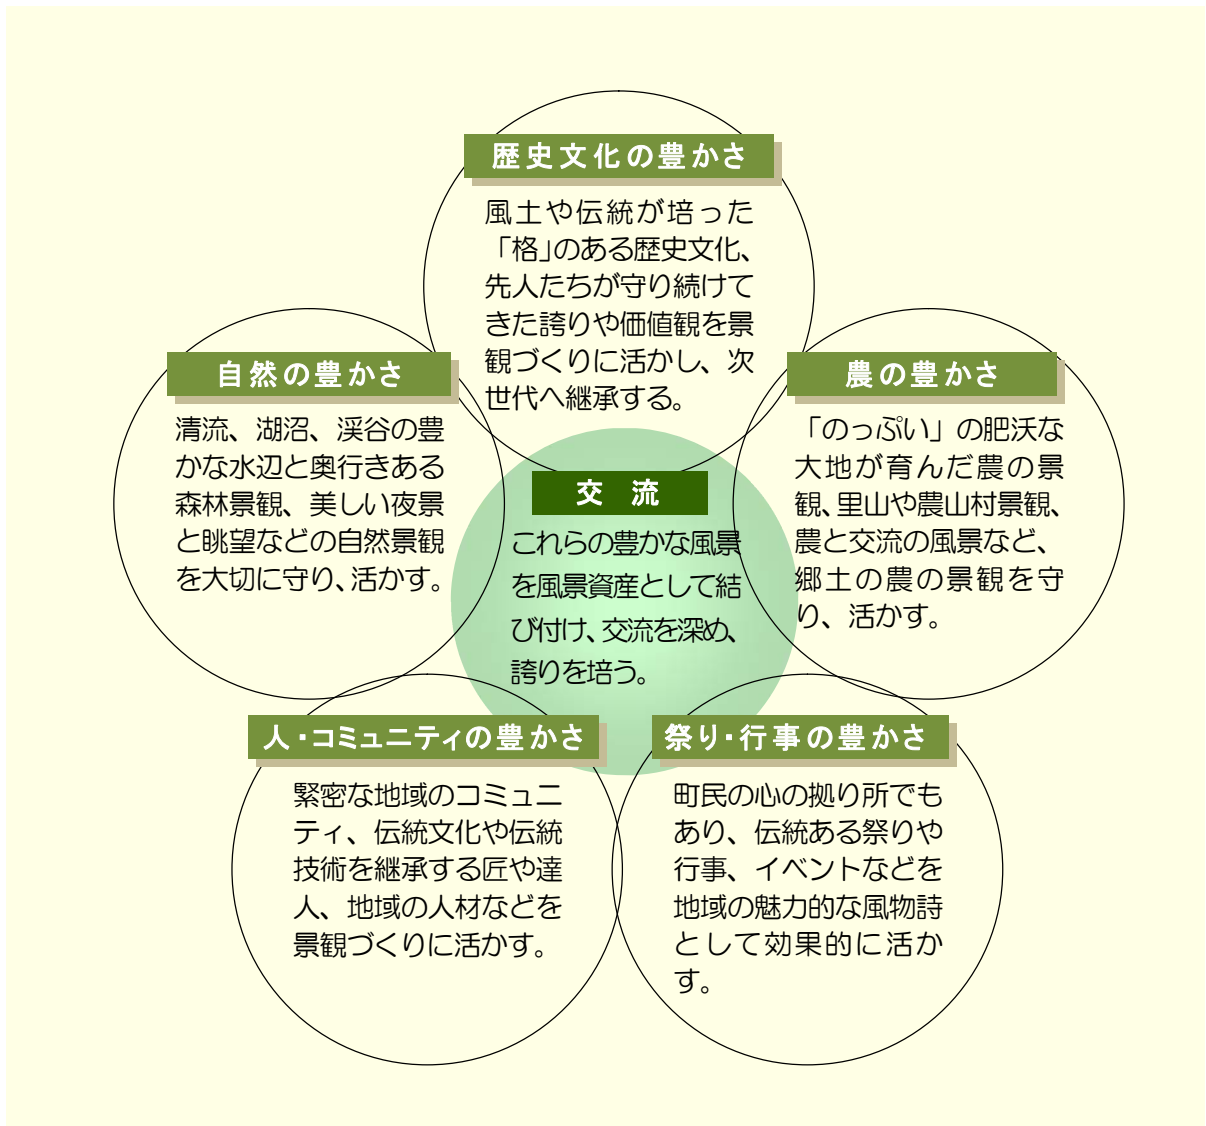 歴史文化の豊かさ
風土や伝統が培った
「格」のある歴史文化、
先人たちが守り続けて
きた誇りや価値観を景
観づくりに活かし、次
世代へ継承する。
自然の豊かさ
清流、湖沼、渓谷の豊
かな水辺と奥行きある
森林景観、美しい夜景
と眺望などの自然景観
を大切に守り、活かす。
農の豊かさ
「のっぷい」の肥沃な
大地が育んだ農の景
観、里山や農山村景観、
農と交流の風景など、
郷土の農の景観を守
り、活かす。
交流
これらの豊かな風景
を風景資産として結
び付け、交流を深め、
誇りを培う。
人・コミュニティの豊かさ
緊密な地域のコミュニ
ティ、伝統文化や伝統
技術を継承する匠や達
人、地域の人材などを
景観づくりに活かす。
祭り・行事の豊かさ
町民の心の拠り所でも
あり、伝統ある祭りや
行事、イベントなどを
地域の魅力的な風物詩
として効果的に活か
す。